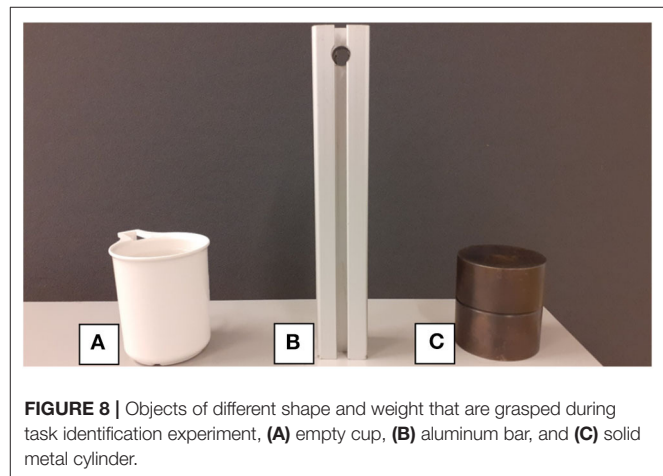 A
B
C
FIGURE 8 | Objects of different shape and weight that are grasped during
task identification experiment, (A) empty cup, (B) aluminum bar, and (C) solid
metal cylinder.